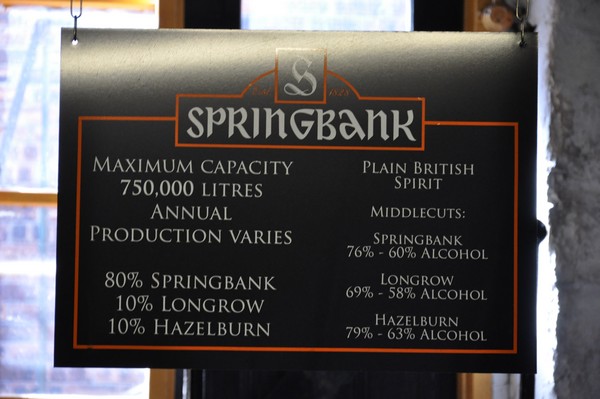 S
Est. 1828
SPRINGBANK
MAXIMUM CAPACITY
750,000 LITRES
ANNUAL
PRODUCTION VARIES
80% SPRINGBANK
10% LONGROW
10% HAZELBURN
PLAIN BRITISH
SPIRIT
MIDDLECUTS:
SPRINGBANK
76% - 60% ALCOHOL
LONGROW
69% - 58% ALCOHOL
HAZELBURN
79% - 63% ALCOHOL